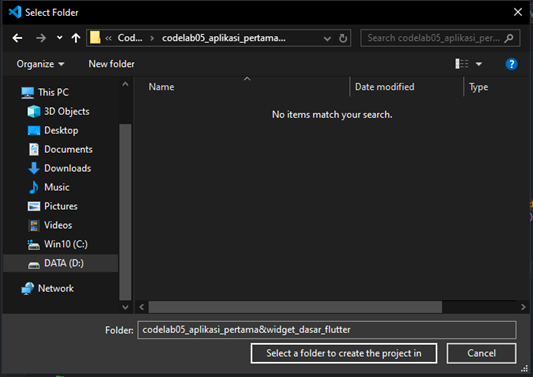 Select Folder
« Cod... › codelab05_aplikasi_pertama...
Search codelab05_aplikasi_per...
Organize
New folder
This PC
3D Objects
Desktop
Documents
Downloads
Music
Pictures
Videos
Win10 (C:)
DATA (D:)
Network
Name
Date modified
Type
No items match your search.
Folder: codelab05_aplikasi_pertama&widget_dasar_flutter
Select a folder to create the project in
Cancel